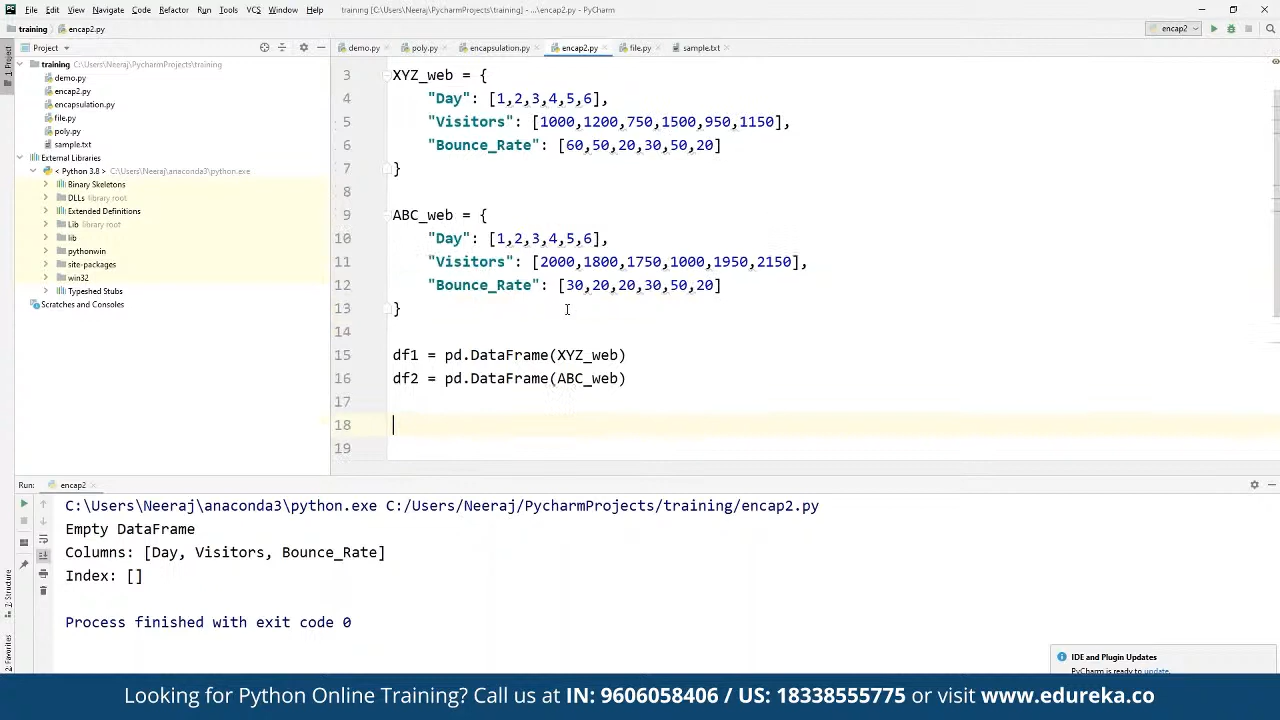 File Edit View Navigate Code Refactor Run Tools VCS Window Help training [C:\Users\Neeraj\PycharmProjects\training] - ...\encap2.py - PyCharm
training encap2.py encap2
Project demo.py poly.py encapsulation.py encap2.py file.py sample.txt
1: Project
training C:\Users\Neeraj\PycharmProjects\training
demo.py
encap2.py
encapsulation.py
file.py
poly.py
sample.txt
External Libraries
< Python 3.8 > C:\Users\Neeraj\anaconda3\python.exe
Binary Skeletons
DLLs library root
Extended Definitions
Lib library root
lib
pythonwin
site-packages
win32
Typeshed Stubs
Scratches and Consoles
3 XYZ_web = {
4 "Day": [1,2,3,4,5,6],
5 "Visitors": [1000,1200,750,1500,950,1150],
6 "Bounce_Rate": [60,50,20,30,50,20]
7 }
8
9 ABC_web = {
10 "Day": [1,2,3,4,5,6],
11 "Visitors": [2000,1800,1750,1000,1950,2150],
12 "Bounce_Rate": [30,20,20,30,50,20]
13 }
14
15 df1 = pd.DataFrame(XYZ_web)
16 df2 = pd.DataFrame(ABC_web)
17
18
19
Run: encap2
C:\Users\Neeraj\anaconda3\python.exe C:/Users/Neeraj/PycharmProjects/training/encap2.py
Empty DataFrame
Columns: [Day, Visitors, Bounce_Rate]
Index: []
Process finished with exit code 0
Z: Structure
2: Favorites
IDE and Plugin Updates
PyCharm is ready to update.
Looking for Python Online Training? Call us at IN: 9606058406 / US: 18338555775 or visit www.edureka.co